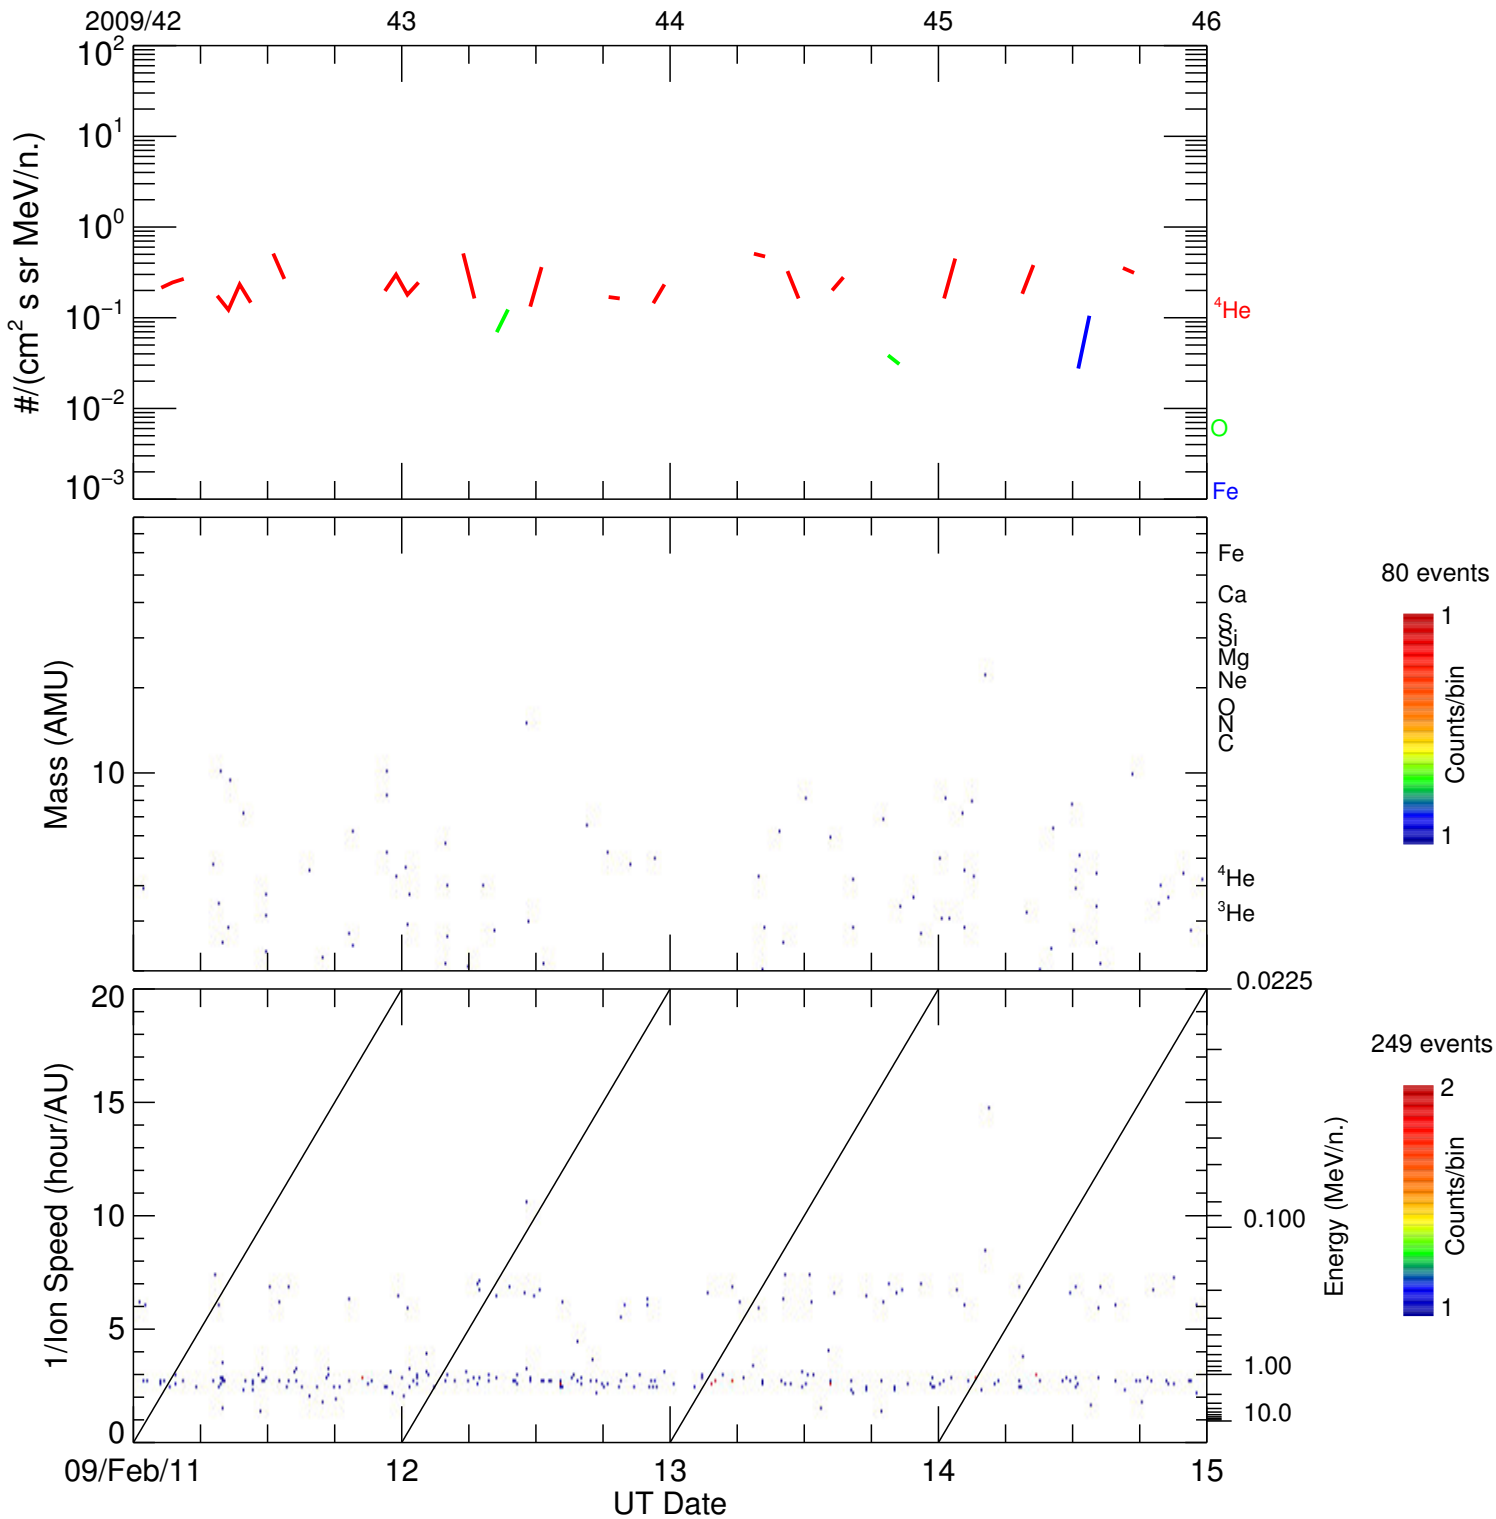 2009/42 43 44 45 46
10^2
10^1
10^0
10^-1
10^-2
10^-3
#/(cm^2 s sr MeV/n.)
^4He
O
Fe
Mass (AMU)
10
Fe
Ca
S
Si
Mg
Ne
O
N
C
^4He
^3He
80 events
1
Counts/bin
1
1/Ion Speed (hour/AU)
20
15
10
5
0
0.0225
0.100
1.00
10.0
Energy (MeV/n.)
249 events
2
Counts/bin
1
09/Feb/11 12 13 14 15
UT Date